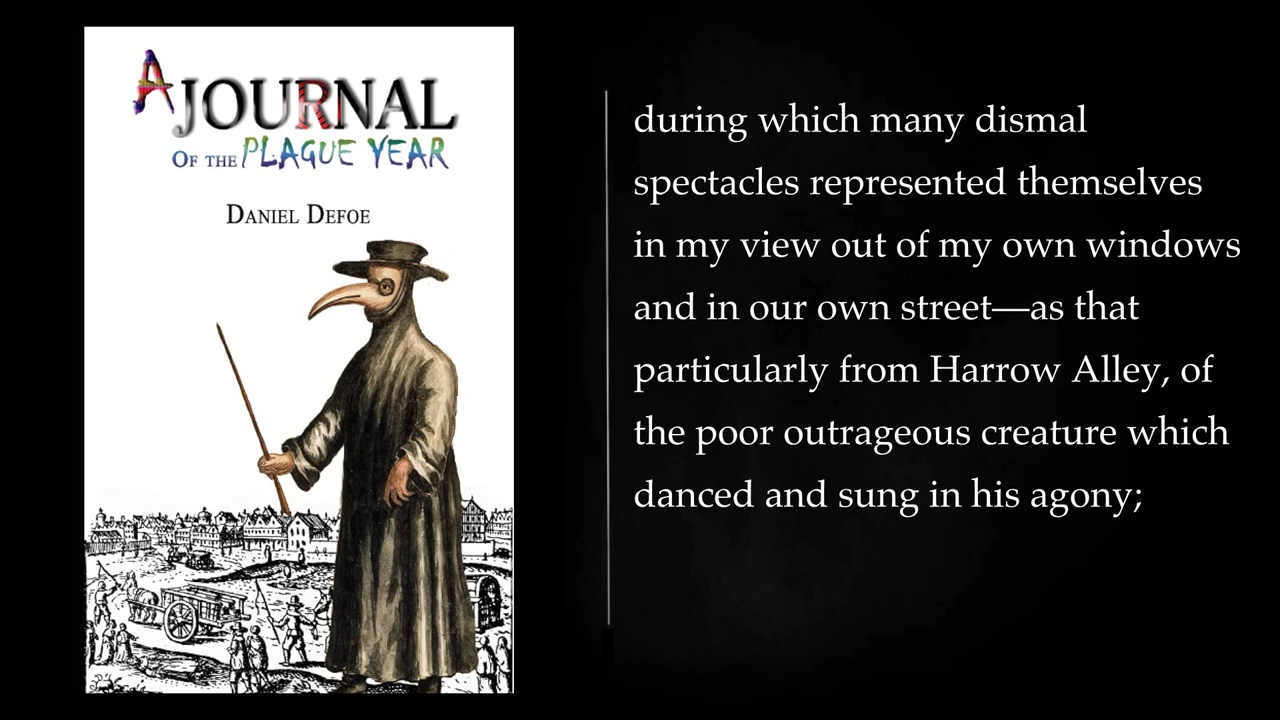 A JOURNAL
OF THE PLAGUE YEAR
DANIEL DEFOE
during which many dismal
spectacles represented themselves
in my view out of my own windows
and in our own street—as that
particularly from Harrow Alley, of
the poor outrageous creature which
danced and sung in his agony;